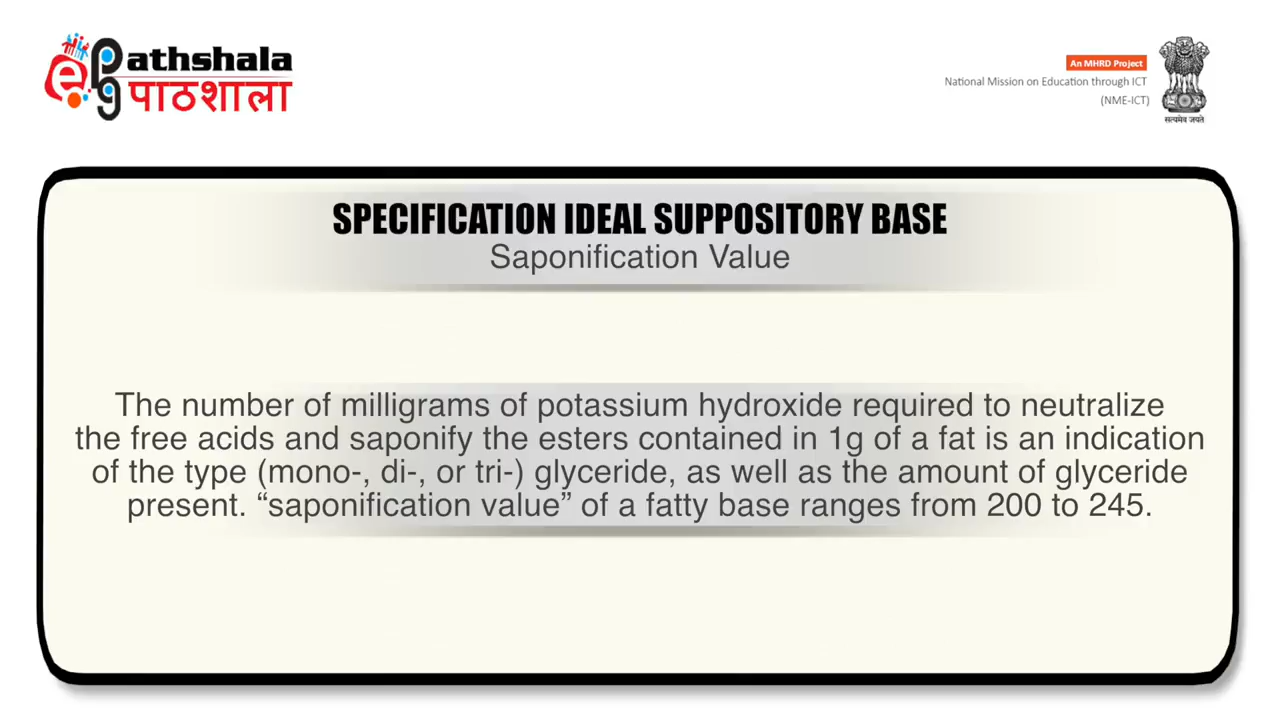 e Pg athshala
पाठशाला
An MHRD Project
National Mission on Education through ICT
(NME-ICT)
सत्यमेव जयते
SPECIFICATION IDEAL SUPPOSITORY BASE
Saponification Value
The number of milligrams of potassium hydroxide required to neutralize
the free acids and saponify the esters contained in 1g of a fat is an indication
of the type (mono-, di-, or tri-) glyceride, as well as the amount of glyceride
present. “saponification value” of a fatty base ranges from 200 to 245.